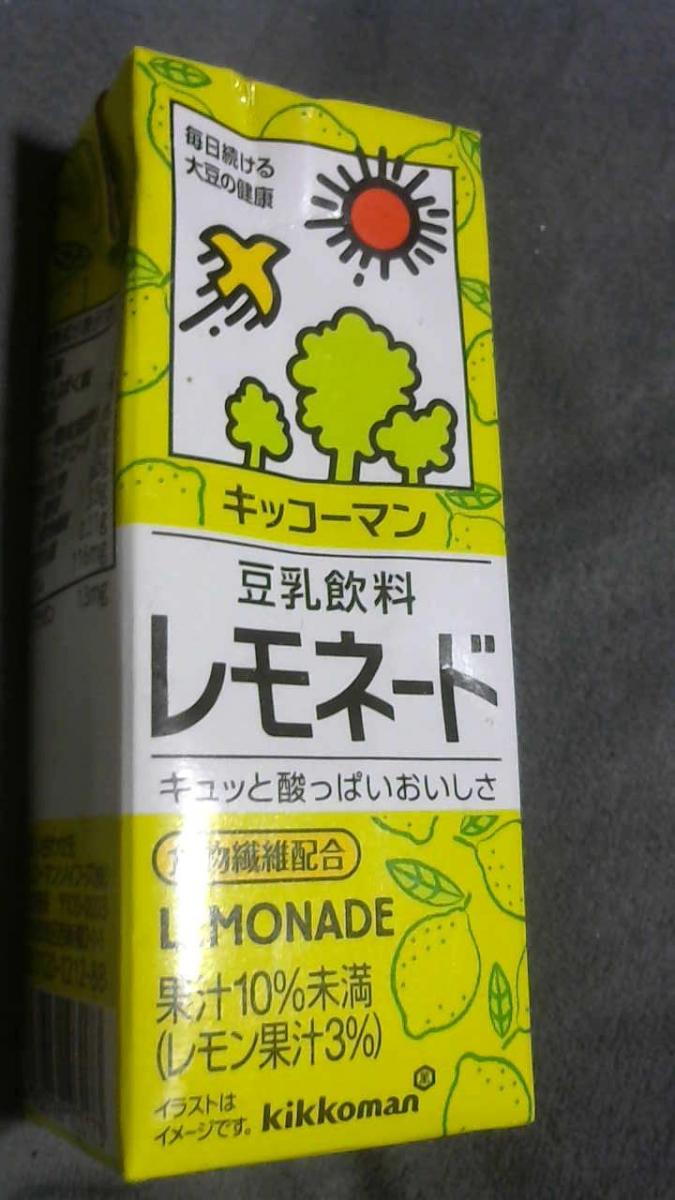 毎日続ける
大豆の健康
キッコーマン
豆乳飲料
レモネード
キュッと酸っぱいおいしさ
食物繊維配合
LEMONADE
果汁10%未満
(レモン果汁3%)
イラストは
イメージです。
kikkoman